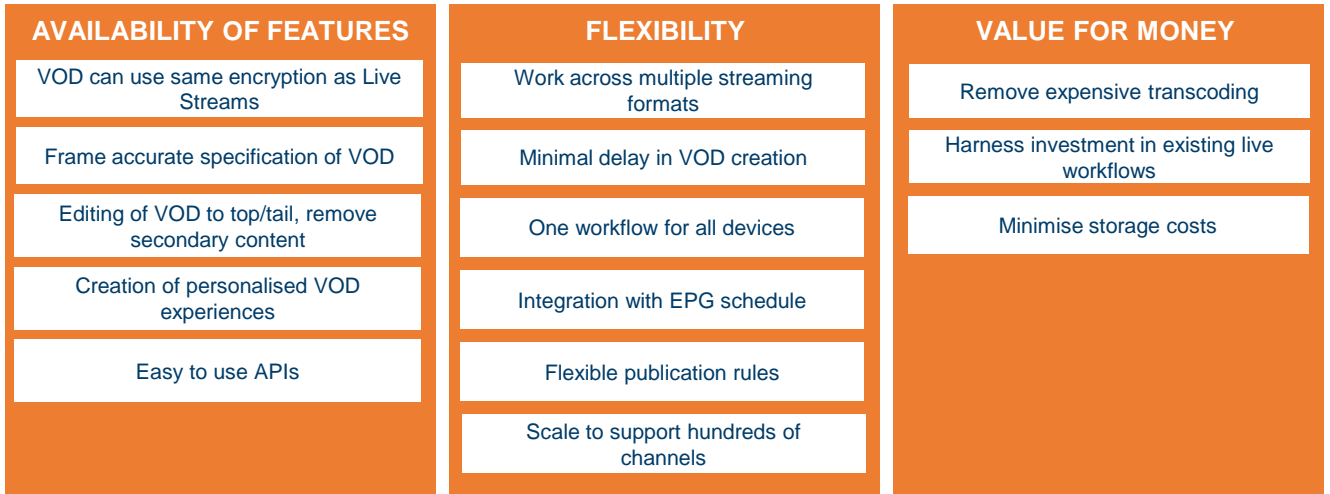 AVAILABILITY OF FEATURES
VOD can use same encryption as Live
Streams
Frame accurate specification of VOD
Editing of VOD to top/tail, remove
secondary content
Creation of personalised VOD
experiences
Easy to use APIs
FLEXIBILITY
Work across multiple streaming
formats
Minimal delay in VOD creation
One workflow for all devices
Integration with EPG schedule
Flexible publication rules
Scale to support hundreds of
channels
VALUE FOR MONEY
Remove expensive transcoding
Harness investment in existing live
workflows
Minimise storage costs